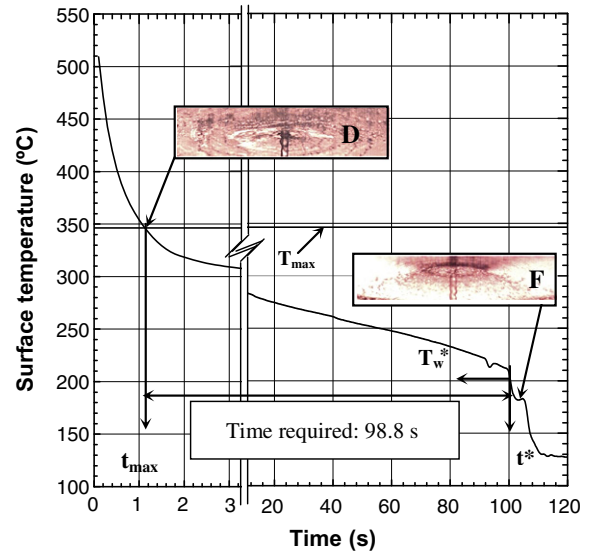 Surface temperature (ºC)
550
500
450
400
350
300
250
200
150
100
D
T_max
F
T_w*
Time required: 98.8 s
t_max
t*
0 1 2 3 20 40 60 80 100 120
Time (s)